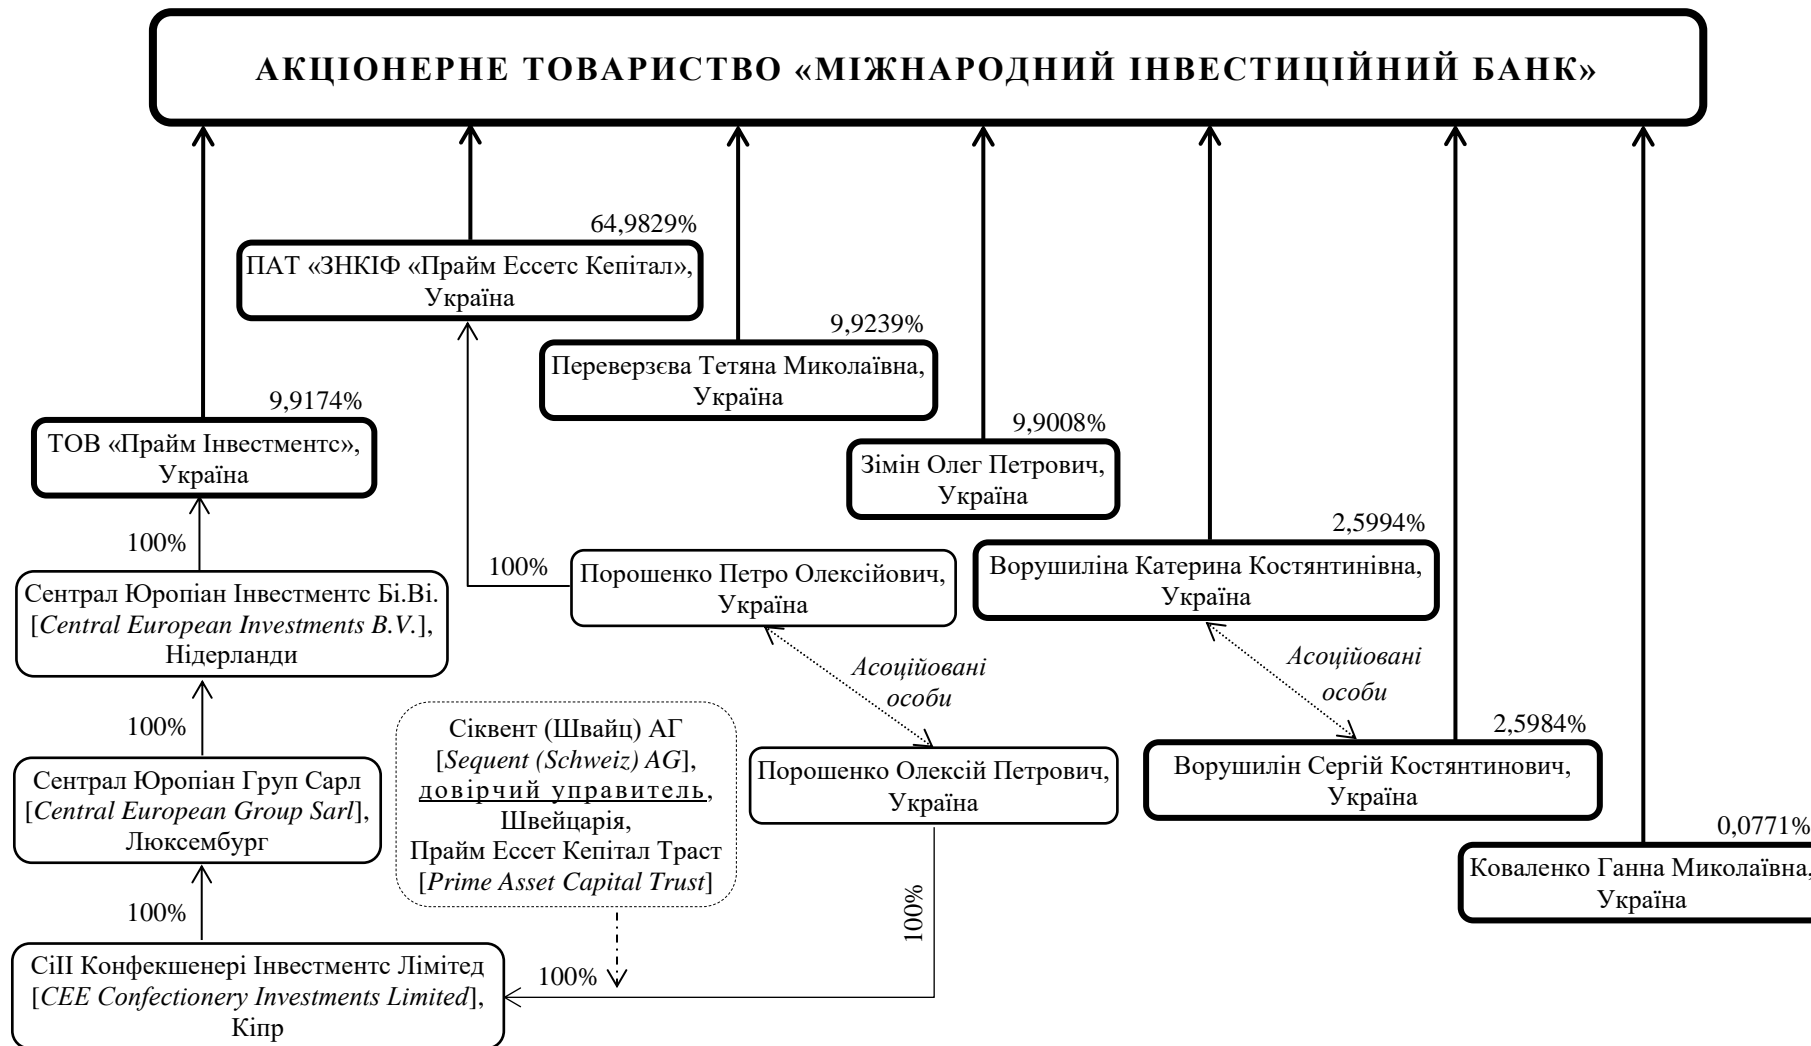 АКЦІОНЕРНЕ ТОВАРИСТВО «МІЖНАРОДНИЙ ІНВЕСТИЦІЙНИЙ БАНК»
64,9829%
ПАТ «ЗНКІФ «Прайм Ессетс Кепітал»,
Україна
9,9239%
Переверзєва Тетяна Миколаївна,
Україна
9,9174%
ТОВ «Прайм Інвестментс»,
Україна
9,9008%
Зімін Олег Петрович,
Україна
100%
Сентрал Юропіан Інвестментс Бі.Ві.
[Central European Investments B.V.],
Нідерланди
100%
Порошенко Петро Олексійович,
Україна
2,5994%
Ворушиліна Катерина Костянтинівна,
Україна
Асоційовані
особи
Асоційовані
особи
100%
Сентрал Юропіан Груп Сарл
[Central European Group Sarl],
Люксембург
Сіквент (Швайц) АГ
[Sequent (Schweiz) AG],
довірчий управитель,
Швейцарія,
Прайм Ессет Кепітал Траст
[Prime Asset Capital Trust]
Порошенко Олексій Петрович,
Україна
2,5984%
Ворушилін Сергій Костянтинович,
Україна
0,0771%
Коваленко Ганна Миколаївна,
Україна
100%
100%
100%
СіІІ Конфекшенері Інвестментс Лімітед
[CEE Confectionery Investments Limited],
Кіпр